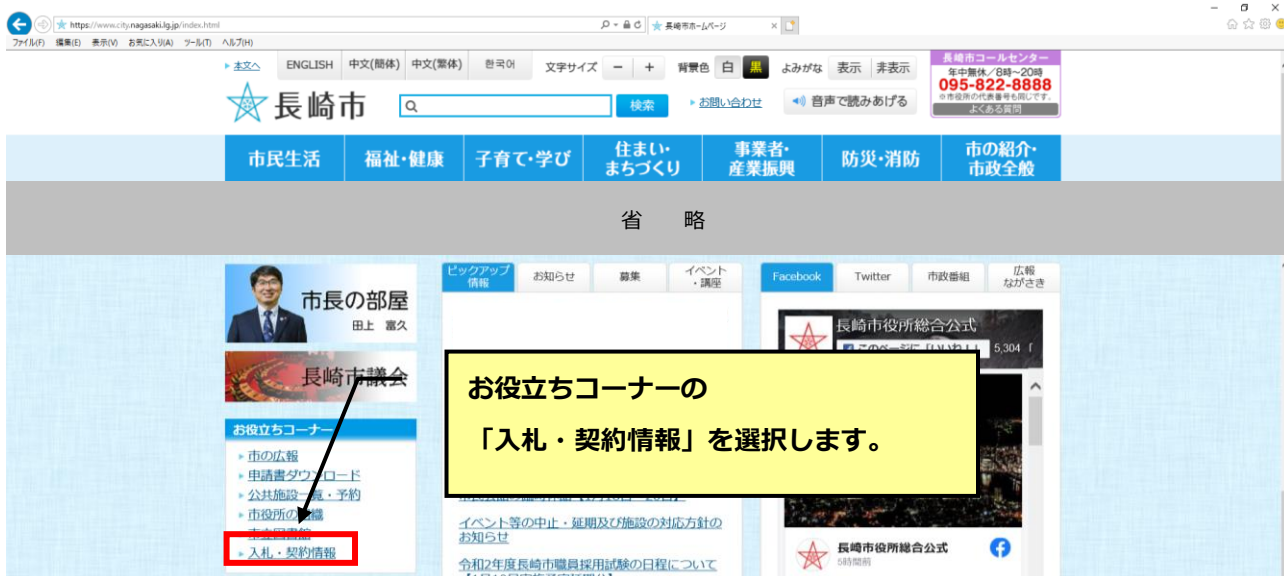 https://www.city.nagasaki.lg.jp/index.html
長崎市ホームページ
ファイル(F) 編集(E) 表示(V) お気に入り(A) ツール(T) ヘルプ(H)
本文へ ENGLISH 中文(簡体) 中文(繁体) 한국어 文字サイズ － ＋ 背景色 白 黒 よみがな 表示 非表示
長崎市コールセンター
年中無休／8時～20時
095-822-8888
※市役所の代表番号も同じです。
よくある質問
長崎市 検索 お問い合わせ 音声で読みあげる
市民生活 福祉・健康 子育て・学び 住まい・まちづくり 事業者・産業振興 防災・消防 市の紹介・市政全般
省 略
市長の部屋
田上 富久
長崎市議会
ピックアップ情報 お知らせ 募集 イベント・講座
Facebook Twitter 市政番組 広報ながさき
長崎市役所総合公式
5,304
お役立ちコーナーの
「入札・契約情報」を選択します。
お役立ちコーナー
市の広報
申請書ダウンロード
公共施設一覧・予約
市役所の組織
市立図書館
入札・契約情報
イベント等の中止・延期及び施設の対応方針の
お知らせ
令和2年度長崎市職員採用試験の日程について
長崎市役所総合公式
5時間前